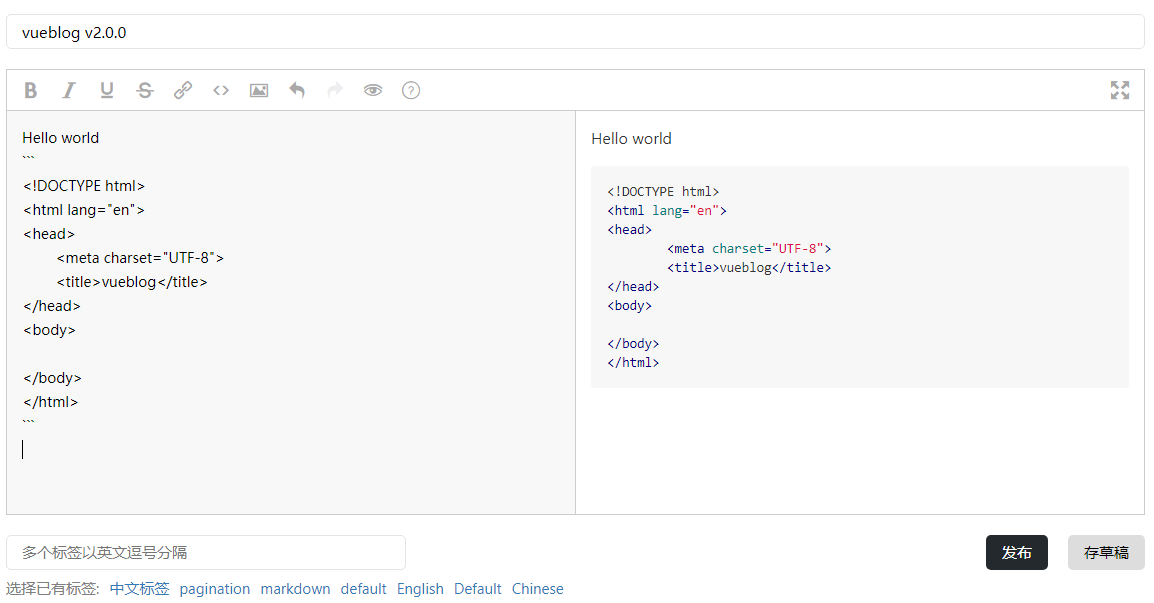 vueblog v2.0.0
B I U S <> ?
Hello world
```
<!DOCTYPE html>
<html lang="en">
<head>
        <meta charset="UTF-8">
        <title>vueblog</title>
</head>
<body>

</body>
</html>
```
Hello world
<!DOCTYPE html>
<html lang="en">
<head>
        <meta charset="UTF-8">
        <title>vueblog</title>
</head>
<body>

</body>
</html>
多个标签以英文逗号分隔
发布 存草稿
选择已有标签: 中文标签 pagination markdown default English Default Chinese